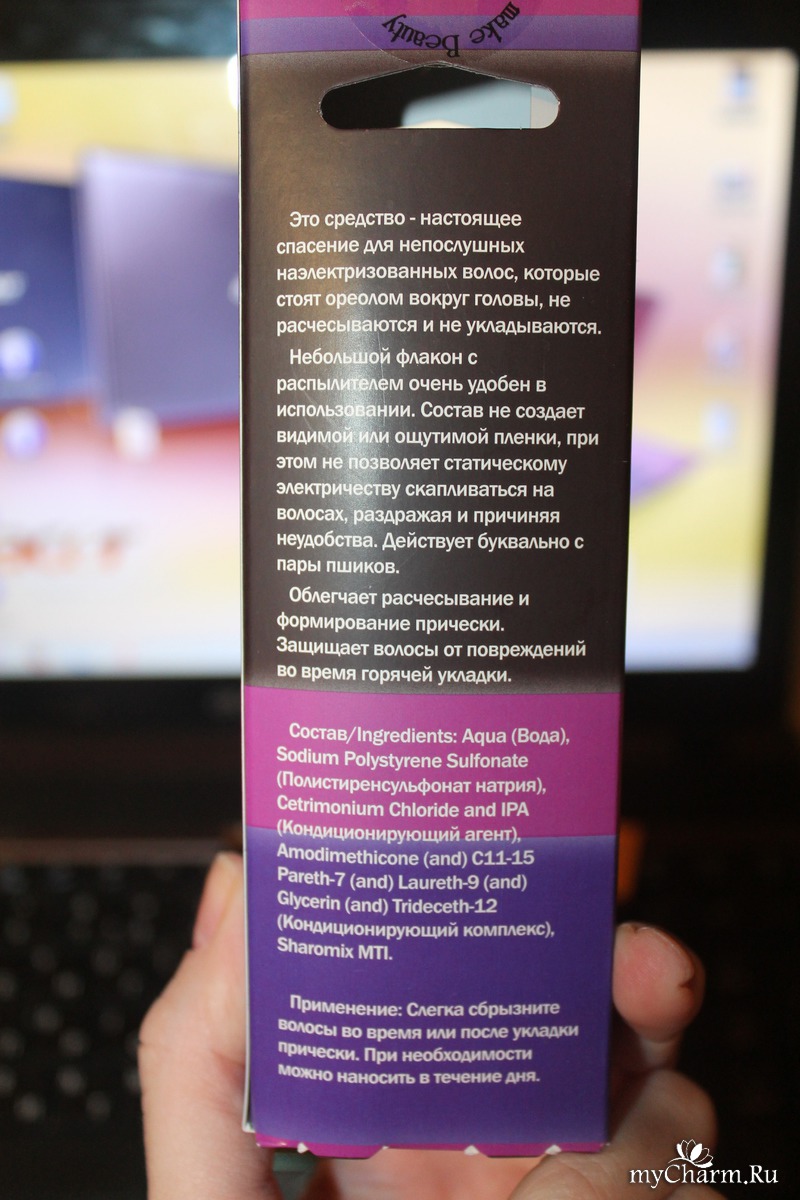 make Beauty
Это средство - настоящее
спасение для непослушных
наэлектризованных волос, которые
стоят ореолом вокруг головы, не
расчесываются и не укладываются.
Небольшой флакон с
распылителем очень удобен в
использовании. Состав не создает
видимой или ощутимой пленки, при
этом не позволяет статическому
электричеству скапливаться на
волосах, раздражая и причиняя
неудобства. Действует буквально с
пары пшиков.
Облегчает расчесывание и
формирование прически.
Защищает волосы от повреждений
во время горячей укладки.
Состав/Ingredients: Aqua (Вода),
Sodium Polystyrene Sulfonate
(Полистиренсульфонат натрия),
Cetrimonium Chloride and IPA
(Кондиционирующий агент),
Amodimethicone (and) C11-15
Pareth-7 (and) Laureth-9 (and)
Glycerin (and) Trideceth-12
(Кондиционирующий комплекс),
Sharomix MTI.
Применение: Слегка сбрызните
волосы во время или после укладки
прически. При необходимости
можно наносить в течение дня.
myCharm.Ru